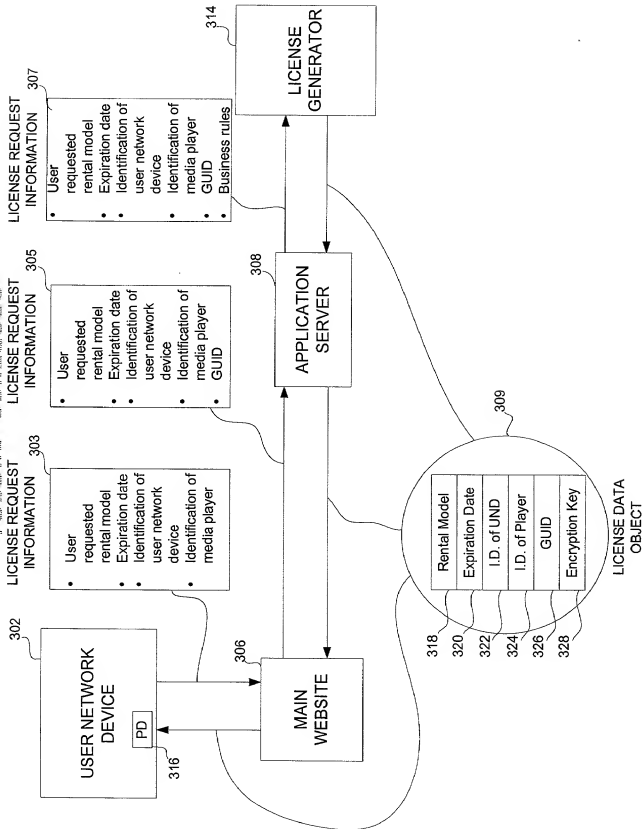 LICENSE REQUEST
INFORMATION
303
• User
requested
rental model
• Expiration date
• Identification of
user network
device
• Identification of
media player
LICENSE REQUEST
INFORMATION
305
• User
requested
rental model
• Expiration date
• Identification of
user network
device
• Identification of
media player
• GUID
LICENSE REQUEST
INFORMATION
307
• User
requested
rental model
• Expiration date
• Identification of
user network
device
• Identification of
media player
• GUID
• Business rules
302
USER NETWORK
DEVICE
PD
316
306
MAIN
WEBSITE
308
APPLICATION
SERVER
314
LICENSE
GENERATOR
309
318
Rental Model
320
Expiration Date
322
I.D. of UND
324
I.D. of Player
326
GUID
328
Encryption Key
LICENSE DATA
OBJECT